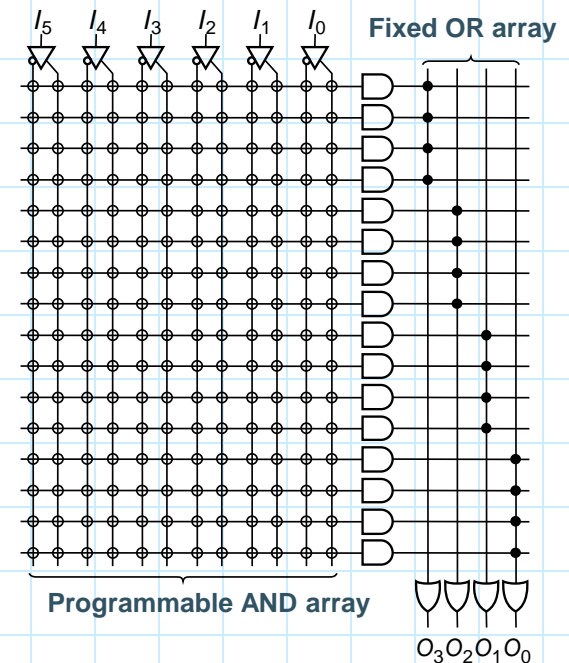 I5 I4 I3 I2 I1 I0
Fixed OR array
Programmable AND array
O3 O2 O1 O0